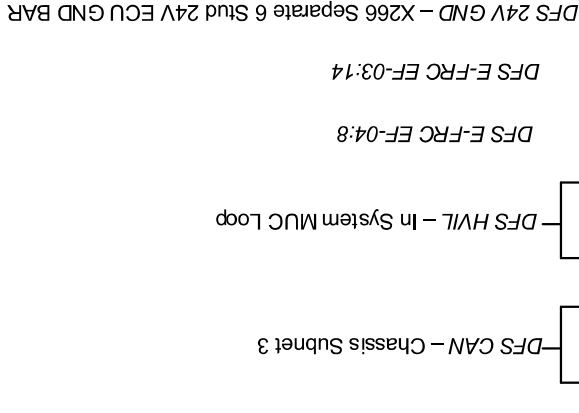 DFS CAN – Chassis Subnet 3
DFS HVIL – In System MUC Loop
DFS E-FRC EF-04:8
DFS E-FRC EF-03:14
DFS 24V GND – X266 Separate 6 Stud 24V ECU GND BAR